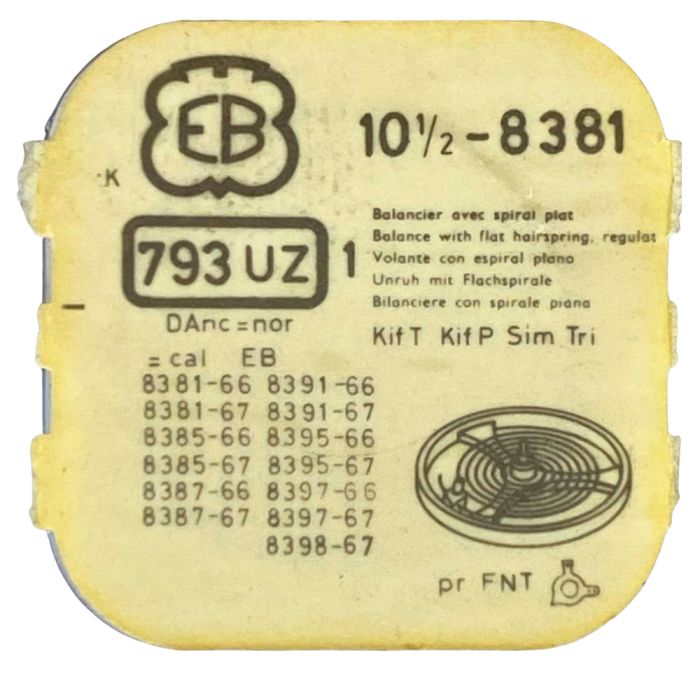 EB
10 1/2 - 8381
K
793 UZ 1
Balancier avec spiral plat
Balance with flat hairspring, regulat
Volante con espiral plano
Unruh mit Flachspirale
Bilanciere con spirale piana
DAnc = nor
Kif T Kif P Sim Tri
= cal EB
8381-66 8391-66
8381-67 8391-67
8385-66 8395-66
8385-67 8395-67
8387-66 8397-66
8387-67 8397-67
8398-67
pr FNT